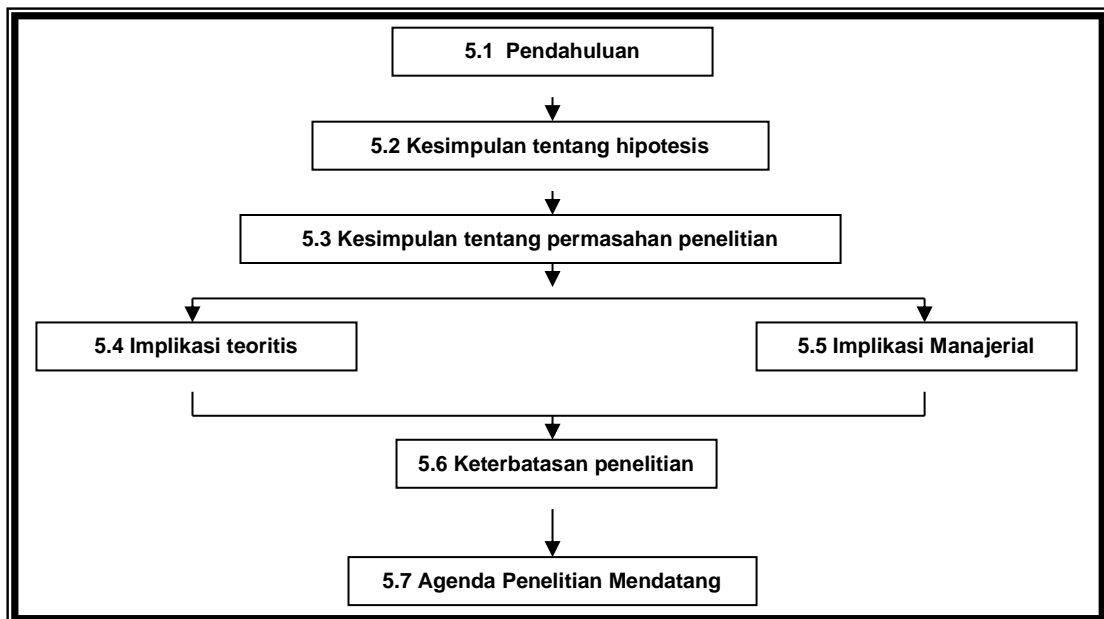 5.1 Pendahuluan
5.2 Kesimpulan tentang hipotesis
5.3 Kesimpulan tentang permasahan penelitian
5.4 Implikasi teoritis
5.5 Implikasi Manajerial
5.6 Keterbatasan penelitian
5.7 Agenda Penelitian Mendatang